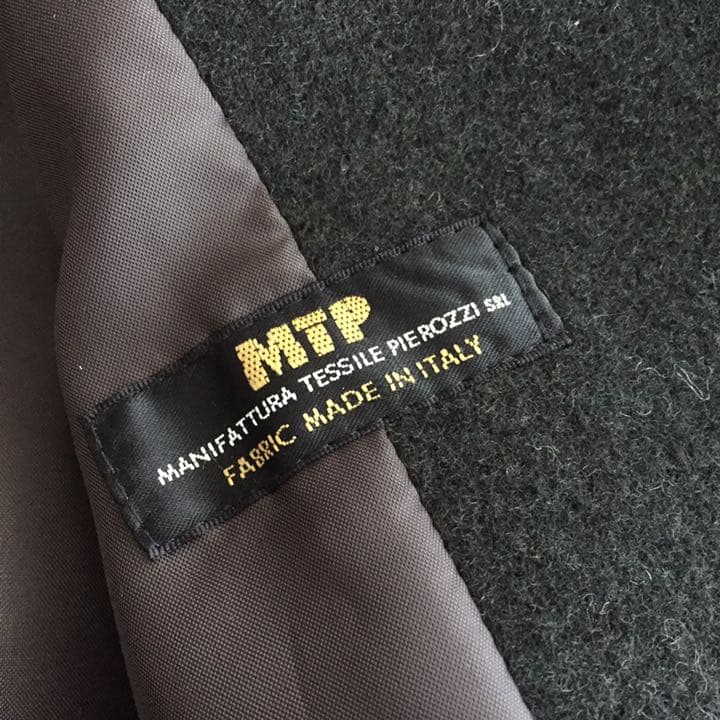 MTP
MANIFATTURA TESSILE PIEROZZI SRL
FABRIC MADE IN ITALY